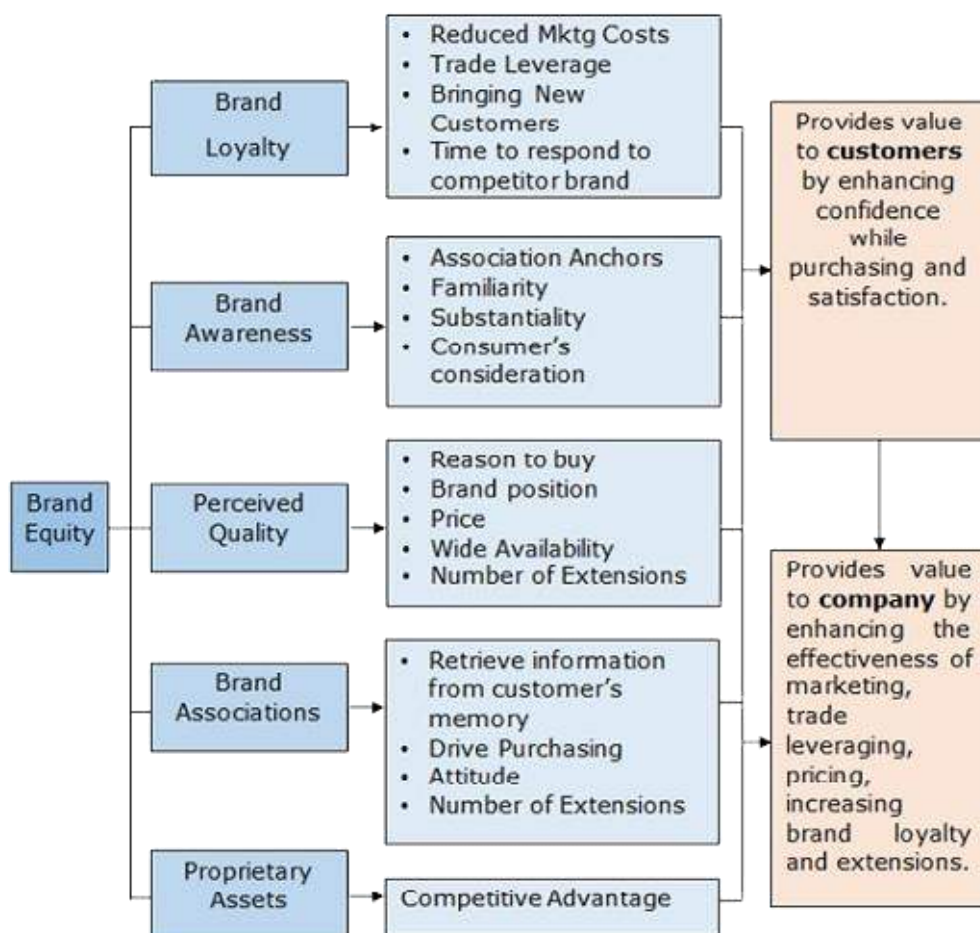 Brand
Equity
Brand
Loyalty
• Reduced Mktg Costs
• Trade Leverage
• Bringing New
Customers
• Time to respond to
competitor brand
Brand
Awareness
• Association Anchors
• Familiarity
• Substantiality
• Consumer’s
consideration
Perceived
Quality
• Reason to buy
• Brand position
• Price
• Wide Availability
• Number of Extensions
Brand
Associations
• Retrieve information
from customer’s
memory
• Drive Purchasing
• Attitude
• Number of Extensions
Proprietary
Assets
Competitive Advantage
Provides value
to customers
by enhancing
confidence
while
purchasing and
satisfaction.
Provides value
to company by
enhancing the
effectiveness of
marketing,
trade
leveraging,
pricing,
increasing
brand loyalty
and extensions.